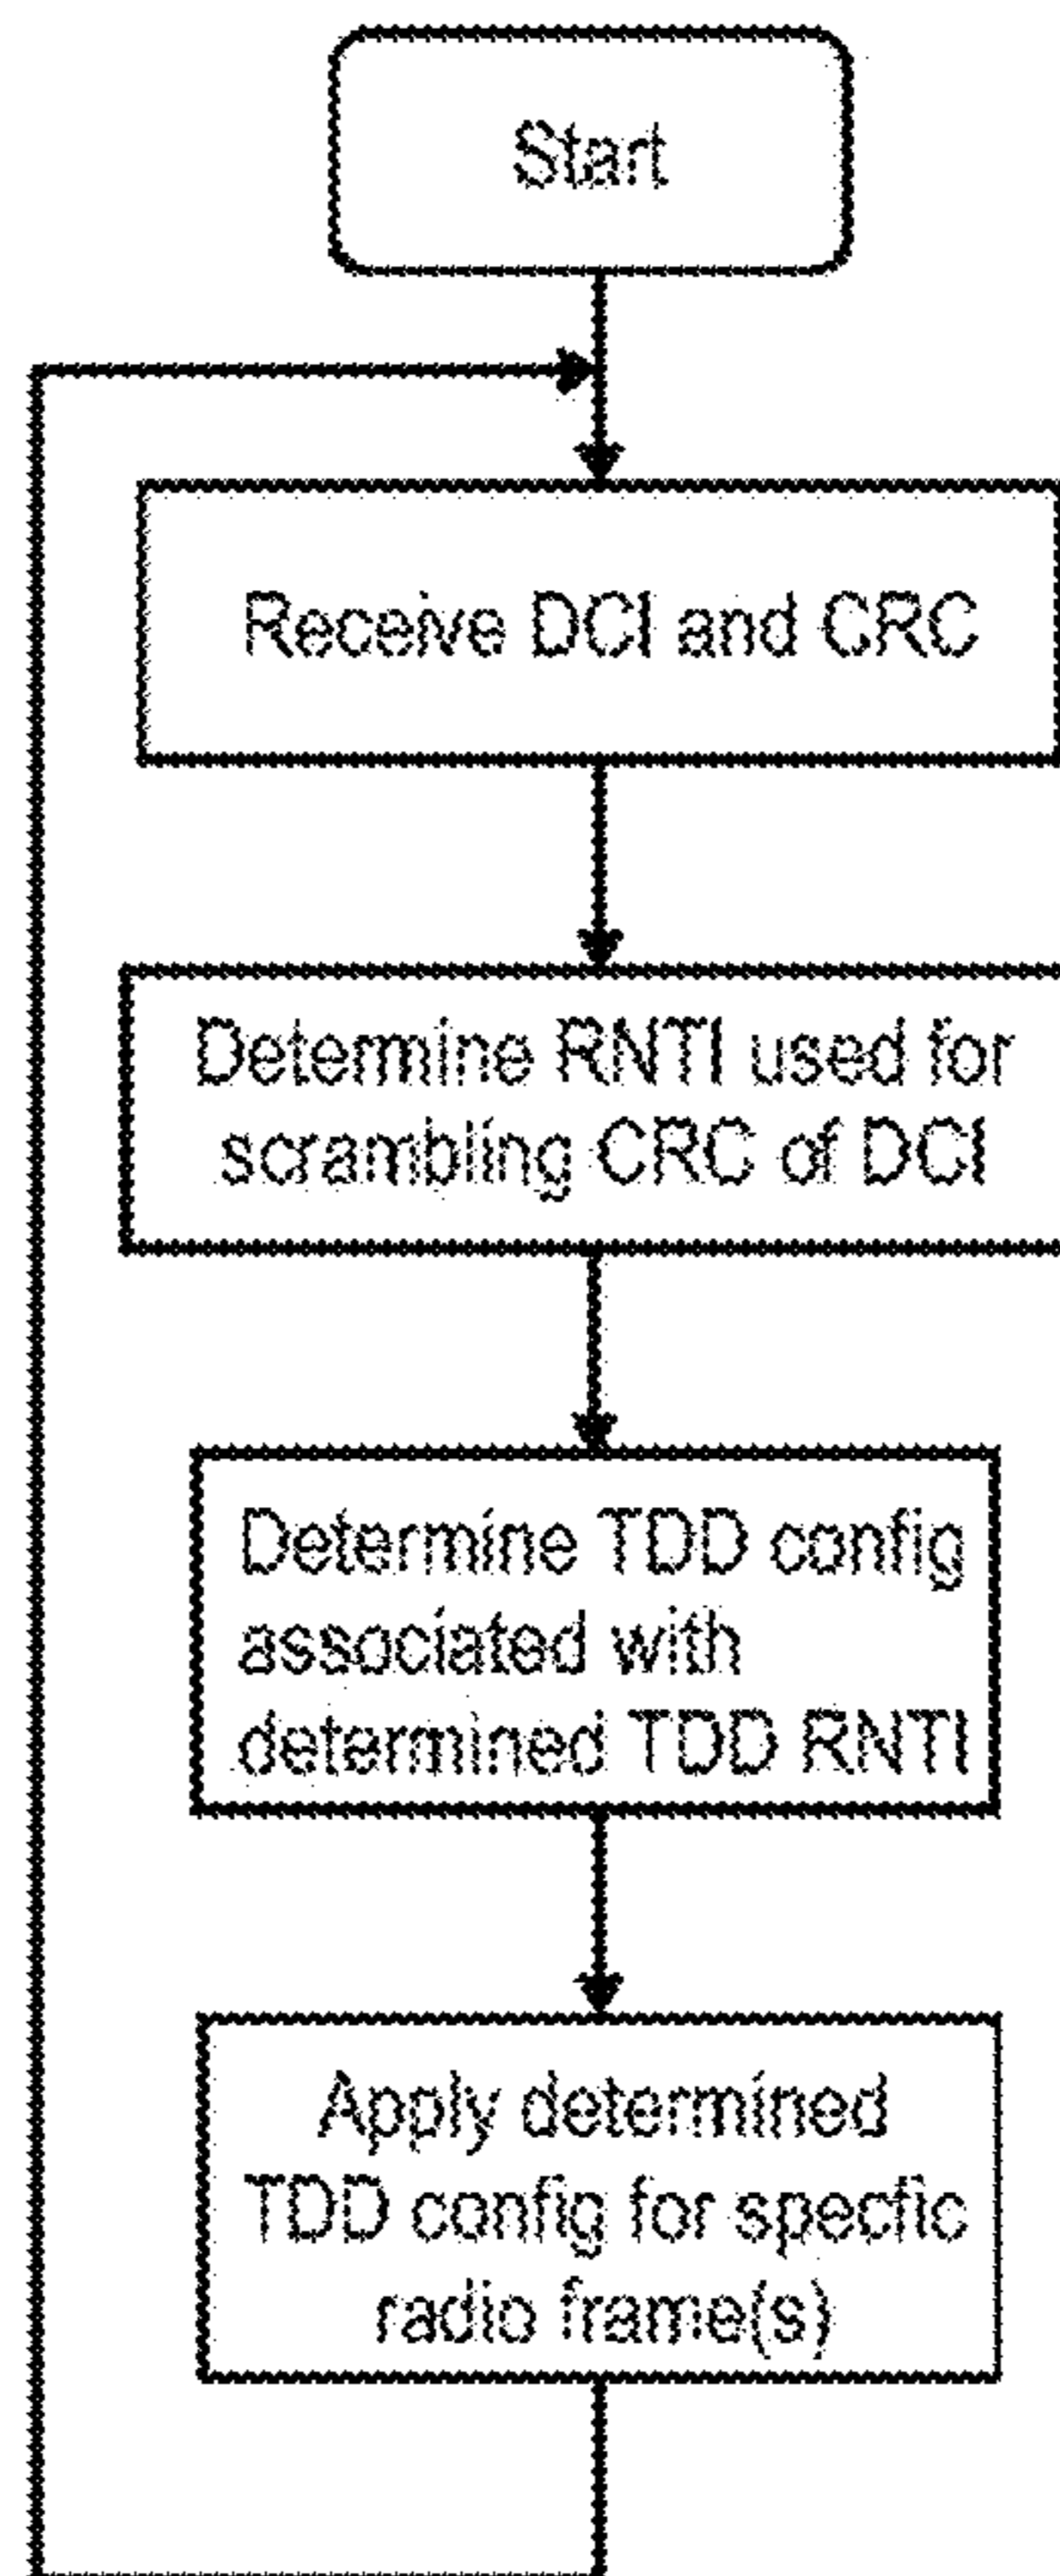 Start
Receive DCI and CRC
Determine RNTI used for
scrambling CRC of DCI
Determine TDD config
associated with
determined TDD RNTI
Apply determined
TDD config for specfic
radio frame(s)